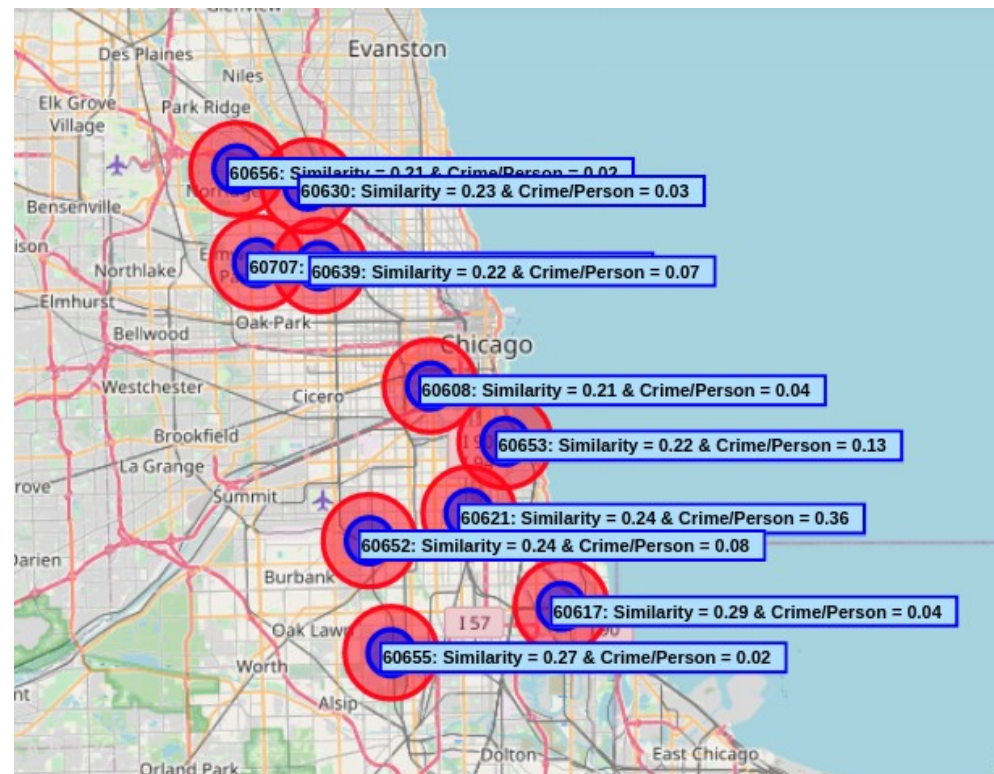 Glenview
Evanston
Des Plaines
Niles
Elk Grove
Village
Park Ridge
60656: Similarity = 0.21 & Crime/Person = 0.02
60630: Similarity = 0.23 & Crime/Person = 0.03
Bensenville
Northlake
60707:
60639: Similarity = 0.22 & Crime/Person = 0.07
Elmhurst
Oak Park
Bellwood
Chicago
Westchester
Cicero
60608: Similarity = 0.21 & Crime/Person = 0.04
Brookfield
60653: Similarity = 0.22 & Crime/Person = 0.13
La Grange
Summit
60621: Similarity = 0.24 & Crime/Person = 0.36
60652: Similarity = 0.24 & Crime/Person = 0.08
Burbank
60617: Similarity = 0.29 & Crime/Person = 0.04
I 57
Oak Lawn
60655: Similarity = 0.27 & Crime/Person = 0.02
Worth
Alsip
Dolton
East Chicago
Orland Park